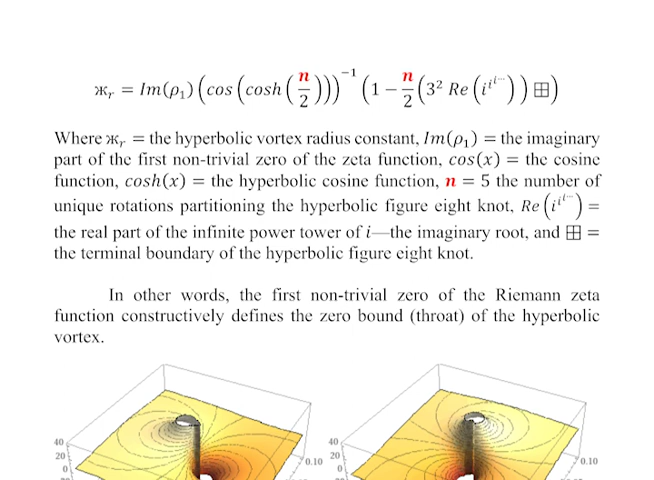 ж_r = Im(ρ₁)(cos(cosh(n/2)))⁻¹(1 − n/2(3² Re(i^{i^{i^{⋯}}}))⊞)
Where ж_r = the hyperbolic vortex radius constant, Im(ρ₁) = the imaginary
part of the first non-trivial zero of the zeta function, cos(x) = the cosine
function, cosh(x) = the hyperbolic cosine function, n = 5 the number of
unique rotations partitioning the hyperbolic figure eight knot, Re(i^{i^{i^{⋯}}}) =
the real part of the infinite power tower of i—the imaginary root, and ⊞ =
the terminal boundary of the hyperbolic figure eight knot.
In other words, the first non-trivial zero of the Riemann zeta
function constructively defines the zero bound (throat) of the hyperbolic
vortex.
40
20
0
0.10
40
20
0
0.10